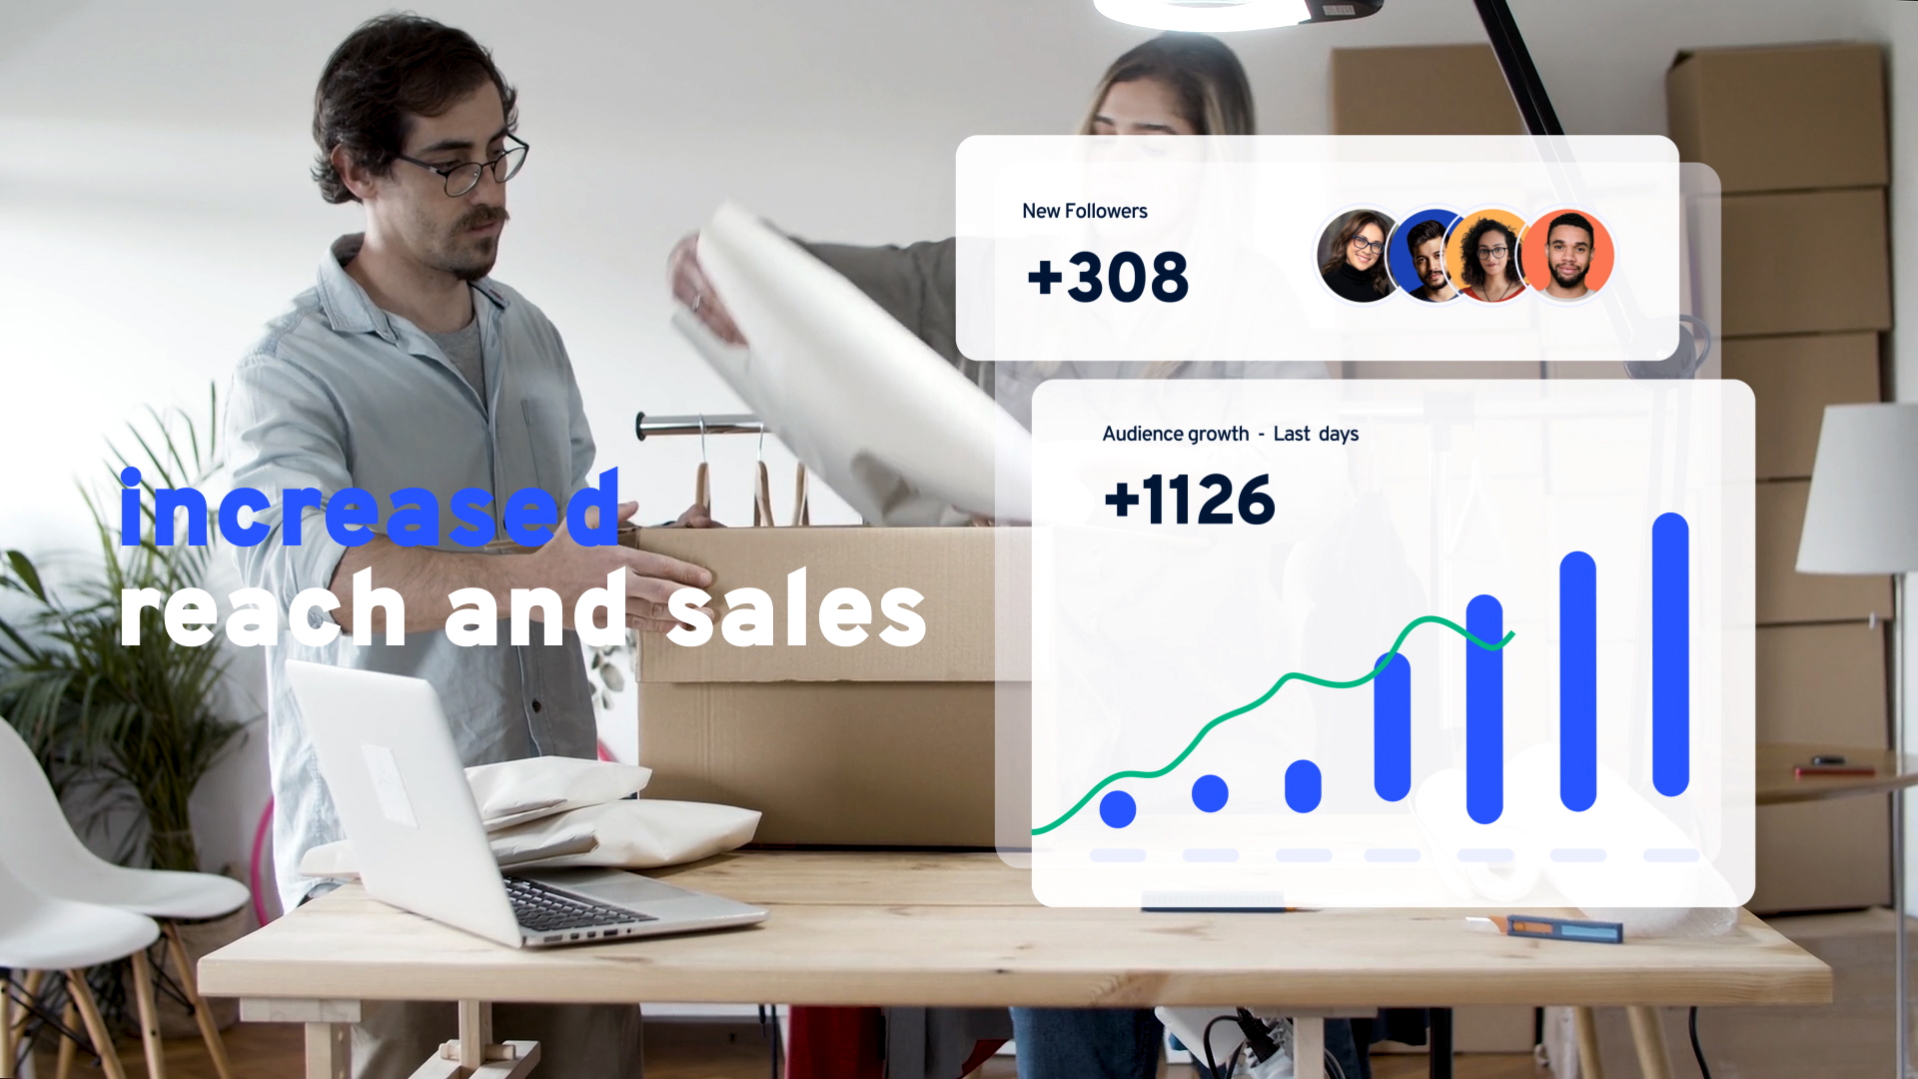 increased
reach and sales
New Followers
+308
Audience growth - Last days
+1126